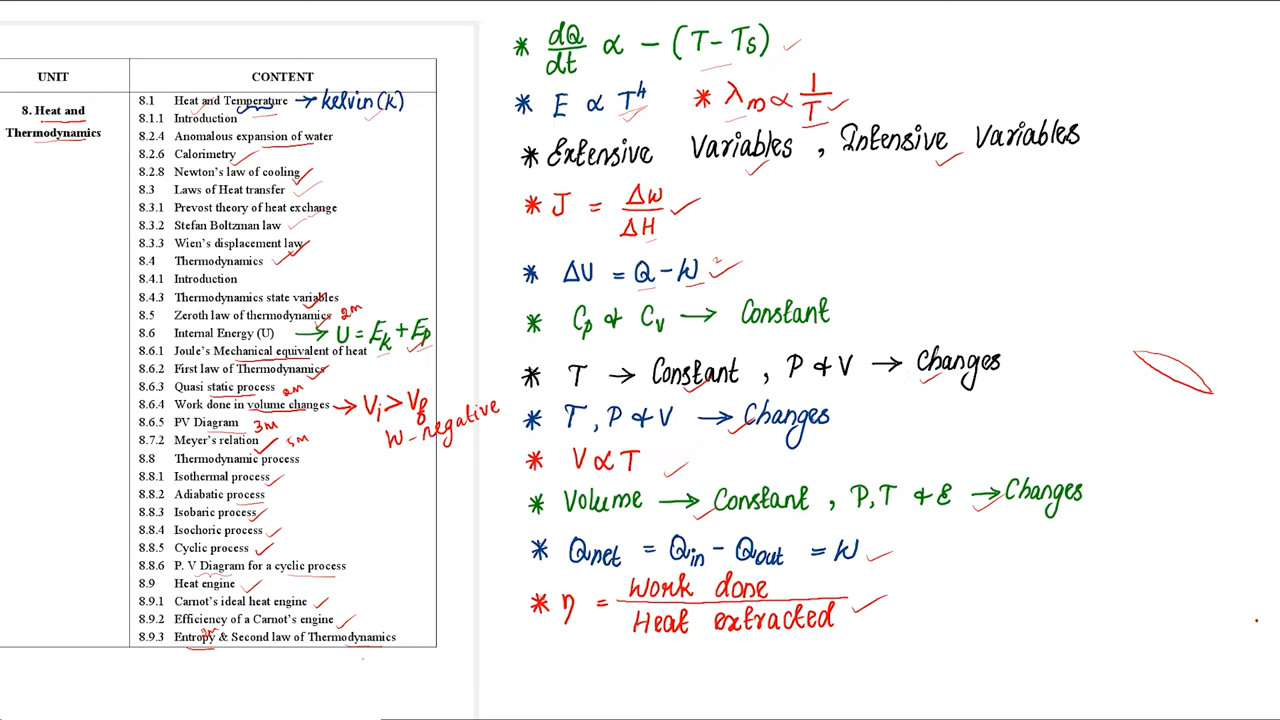 UNIT CONTENT
8. Heat and Thermodynamics
8.1 Heat and Temperature → kelvin (k)
8.1.1 Introduction
8.2.4 Anomalous expansion of water
8.2.6 Calorimetry
8.2.8 Newton's law of cooling
8.3 Laws of Heat transfer
8.3.1 Prevost theory of heat exchange
8.3.2 Stefan Boltzman law
8.3.3 Wien's displacement law
8.4 Thermodynamics
8.4.1 Introduction
8.4.3 Thermodynamics state variables
8.5 Zeroth law of thermodynamics 2m
8.6 Internal Energy (U) → U = Ek + Ep
8.6.1 Joule's Mechanical equivalent of heat
8.6.2 First law of Thermodynamics
8.6.3 Quasi static process 2m
8.6.4 Work done in volume changes → Vi > Vf
W - negative
8.6.5 PV Diagram 3m
8.7.2 Meyer's relation 5m
8.8 Thermodynamic process
8.8.1 Isothermal process
8.8.2 Adiabatic process
8.8.3 Isobaric process
8.8.4 Isochoric process
8.8.5 Cyclic process
8.8.6 P. V Diagram for a cyclic process
8.9 Heat engine
8.9.1 Carnot's ideal heat engine
8.9.2 Efficiency of a Carnot's engine
8.9.3 Entropy & Second law of Thermodynamics 2m
* dQ/dt ∝ - (T - Ts)
* E ∝ T⁴ * λm ∝ 1/T
* Extensive Variables , Intensive Variables
* J = ΔW/ΔH
* ΔU = Q - W
* Cp & Cv → Constant
* T → Constant , P & V → Changes
* T, P & V → Changes
* V ∝ T
* Volume → Constant , P, T & E → Changes
* Qnet = Qin - Qout = W
* η = Work done / Heat extracted